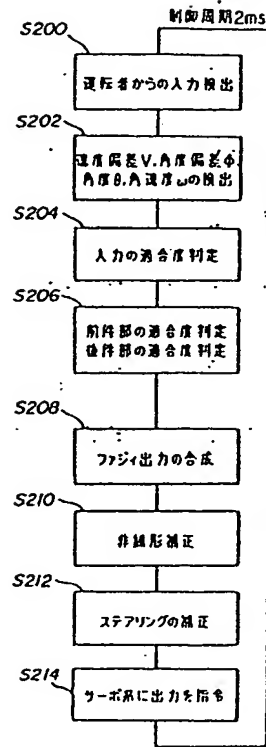 制御周期2ms
S200
運転者からの入力検出
S202
速度偏差V.角度偏差Φ.
角度θ.角速度ωの検出
S204
入力の適合度判定
S206
前件部の適合度判定
後件部の適合度判定
S208
ファジィ出力の合成
S210
非線形補正
S212
ステアリングの補正
S214
サーボ系に出力を指令